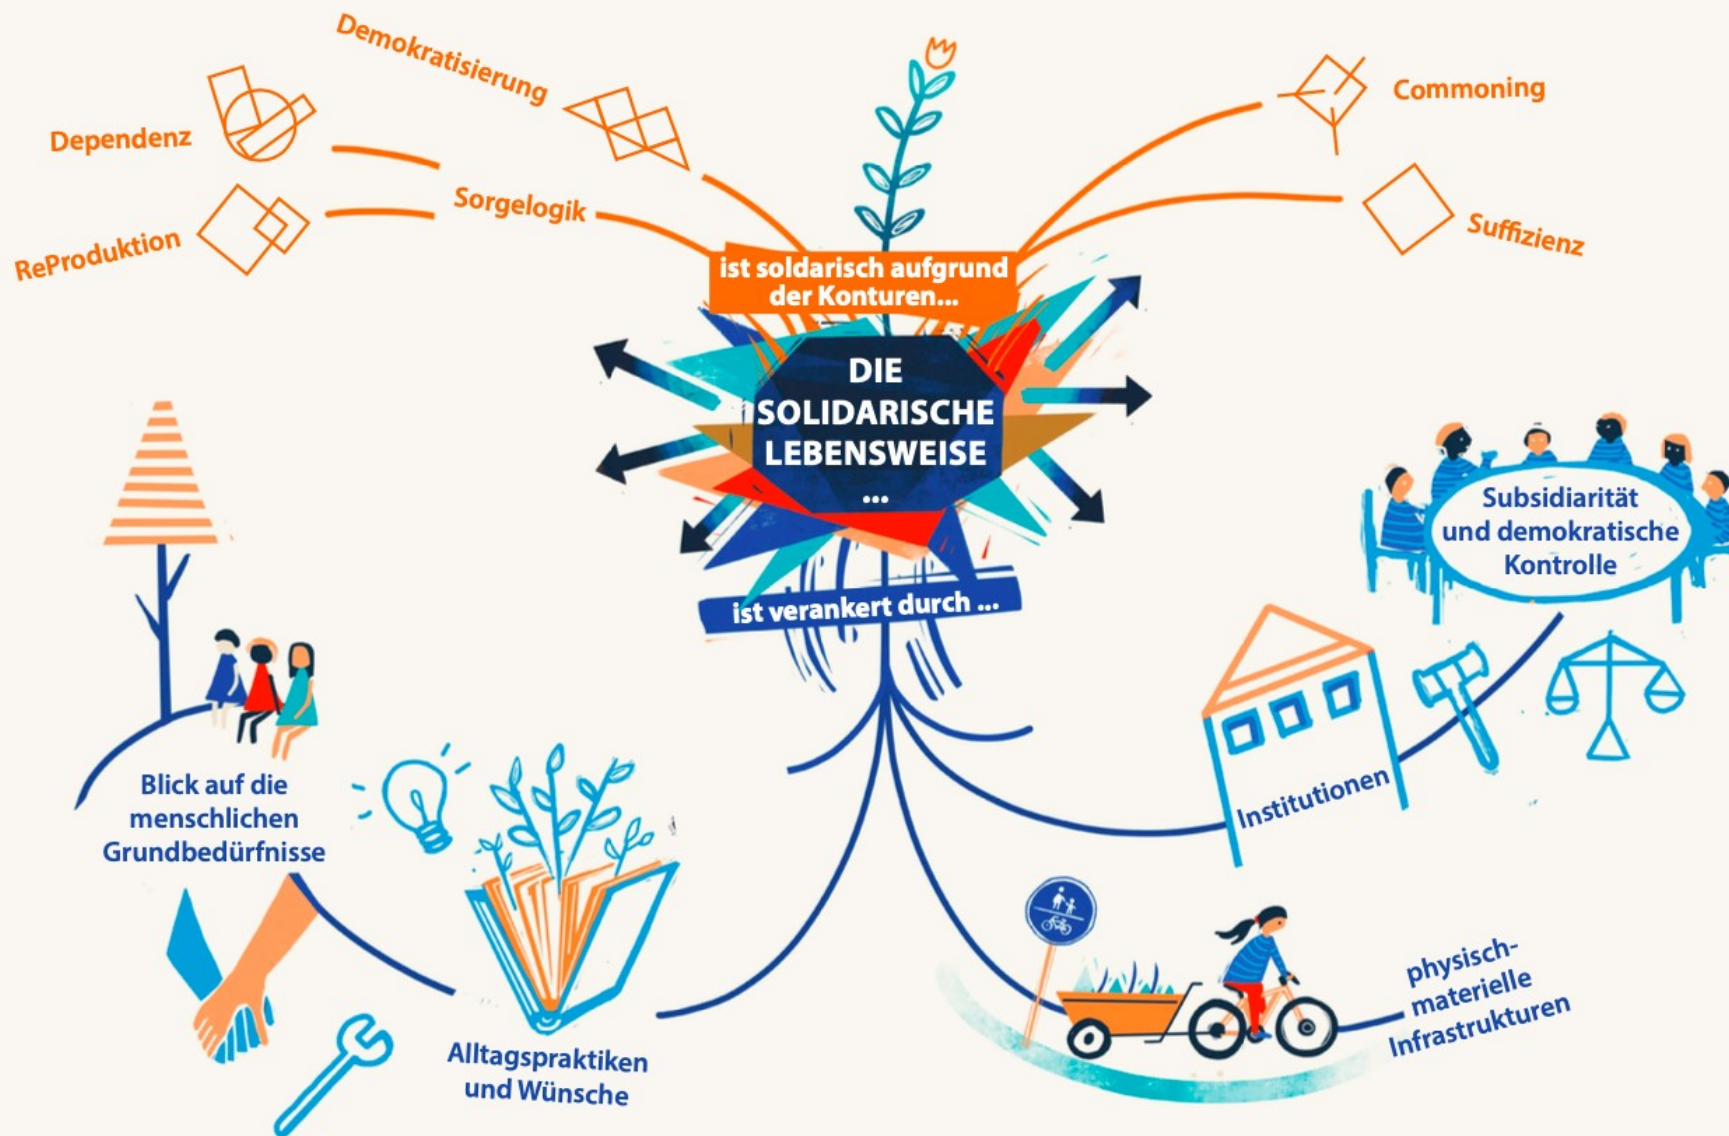 Demokratisierung
Dependenz
Sorgelogik
ReProduktion
Commoning
Suffizienz
ist soldarisch aufgrund
der Konturen...
DIE
SOLIDARISCHE
LEBENSWEISE
...
ist verankert durch ...
Subsidiarität
und demokratische
Kontrolle
Institutionen
Blick auf die
menschlichen
Grundbedürfnisse
Alltagspraktiken
und Wünsche
physisch-
materielle
Infrastrukturen